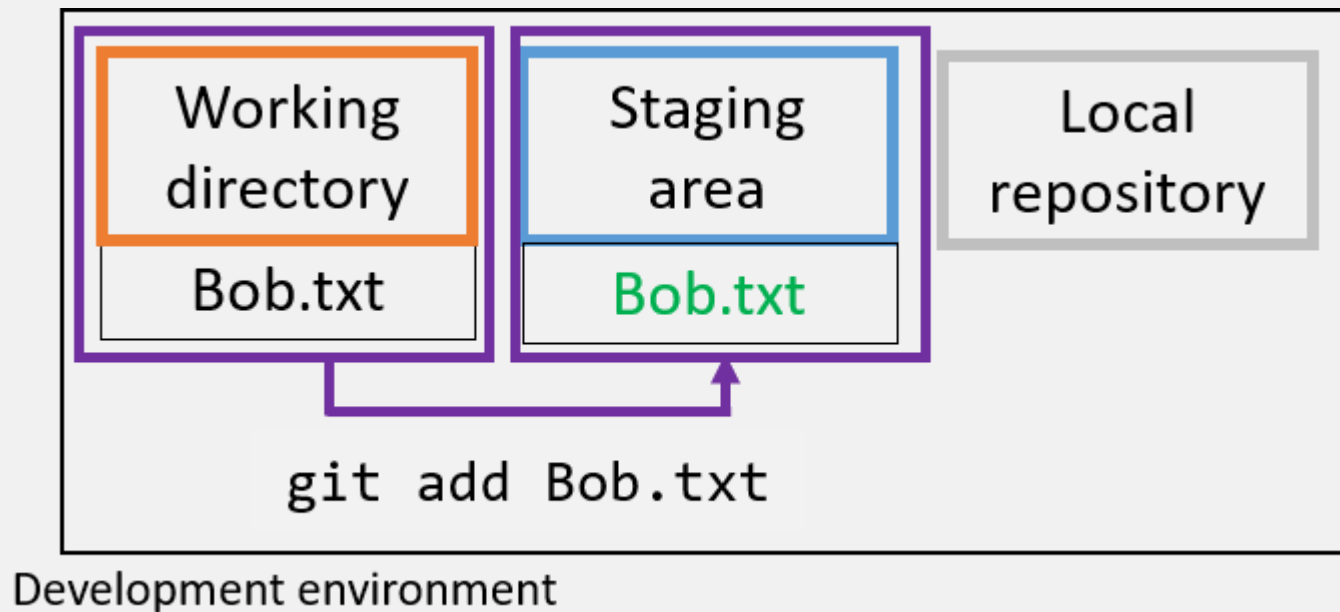 Working
directory
Bob.txt
Staging
area
Bob.txt
Local
repository
git add Bob.txt
Development environment